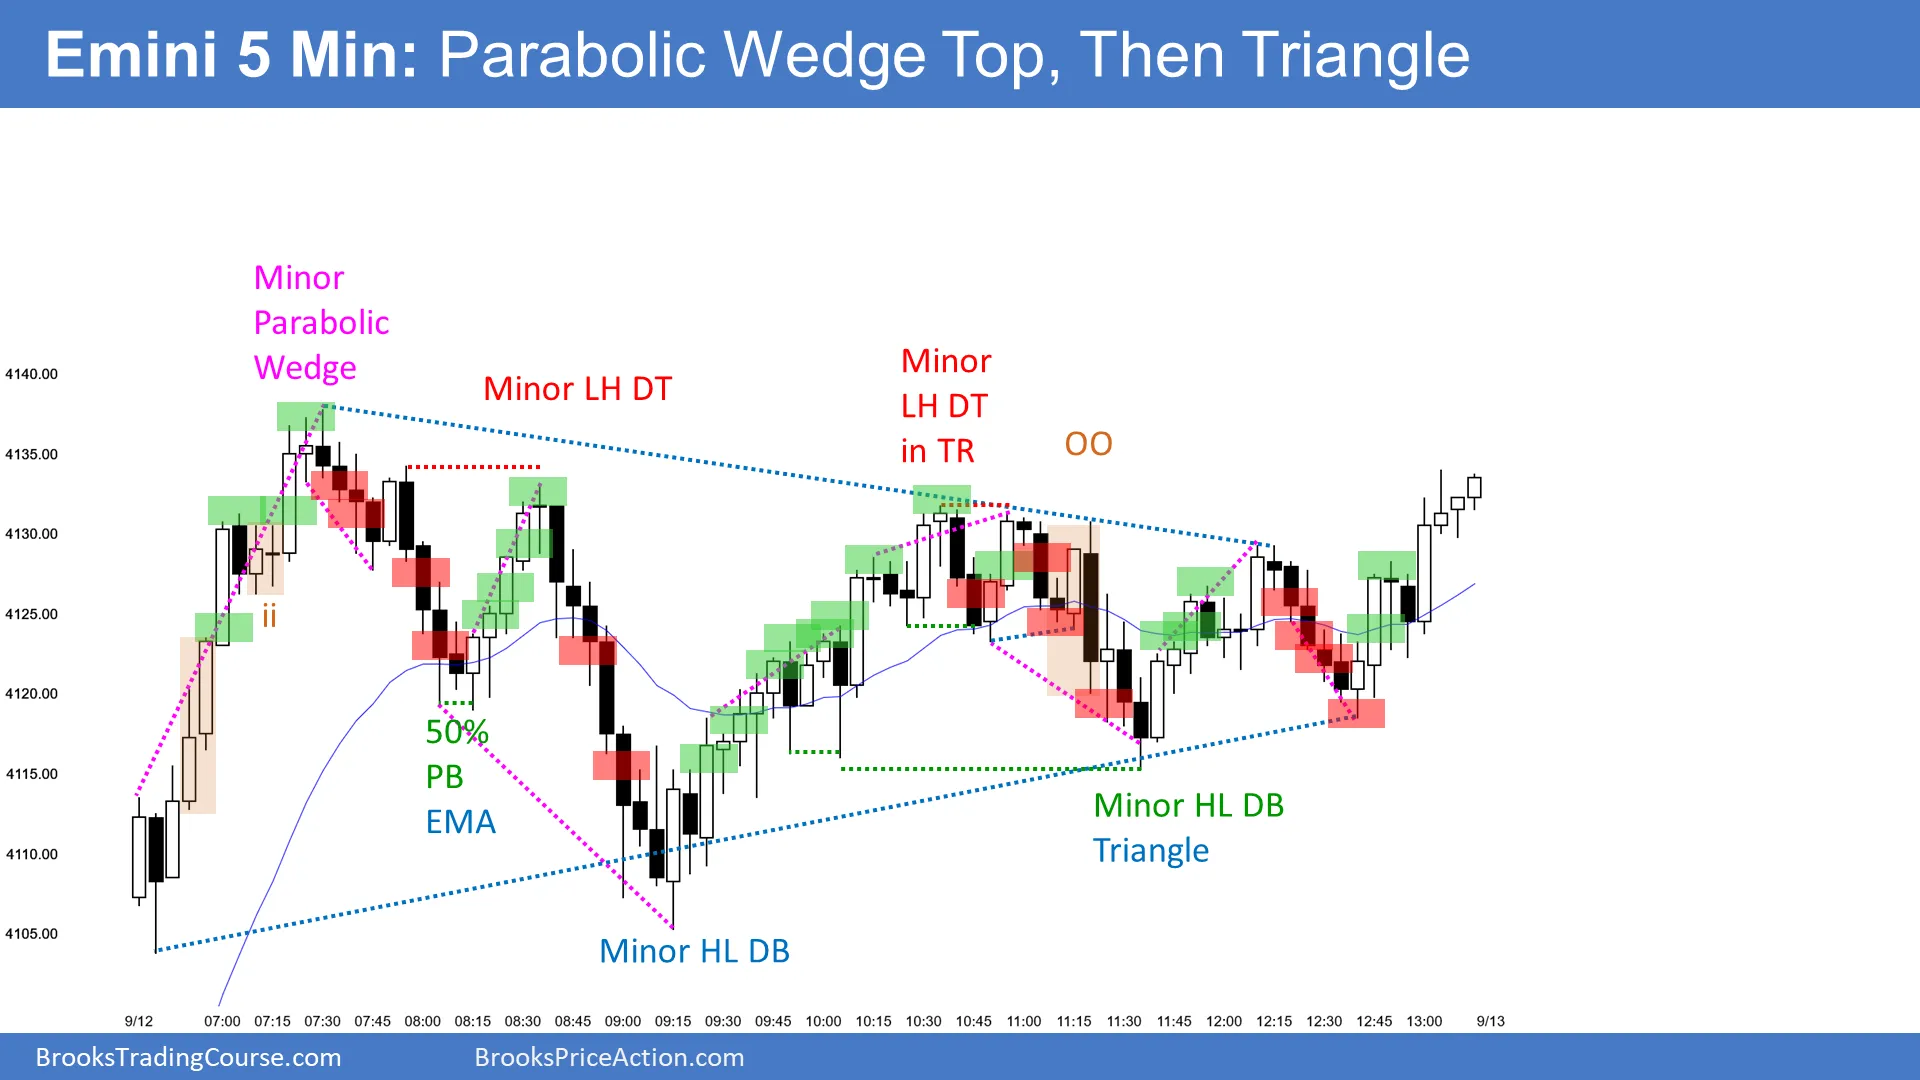 Emini 5 Min: Parabolic Wedge Top, Then Triangle
Minor
Parabolic
Wedge
Minor LH DT
Minor
LH DT
in TR
OO
ii
50%
PB
EMA
Minor HL DB
Minor HL DB
Triangle
4140.00
4135.00
4130.00
4125.00
4120.00
4115.00
4110.00
4105.00
9/12 07:00 07:15 07:30 07:45 08:00 08:15 08:30 08:45 09:00 09:15 09:30 09:45 10:00 10:15 10:30 10:45 11:00 11:15 11:30 11:45 12:00 12:15 12:30 12:45 13:00 9/13
BrooksTradingCourse.com BrooksPriceAction.com